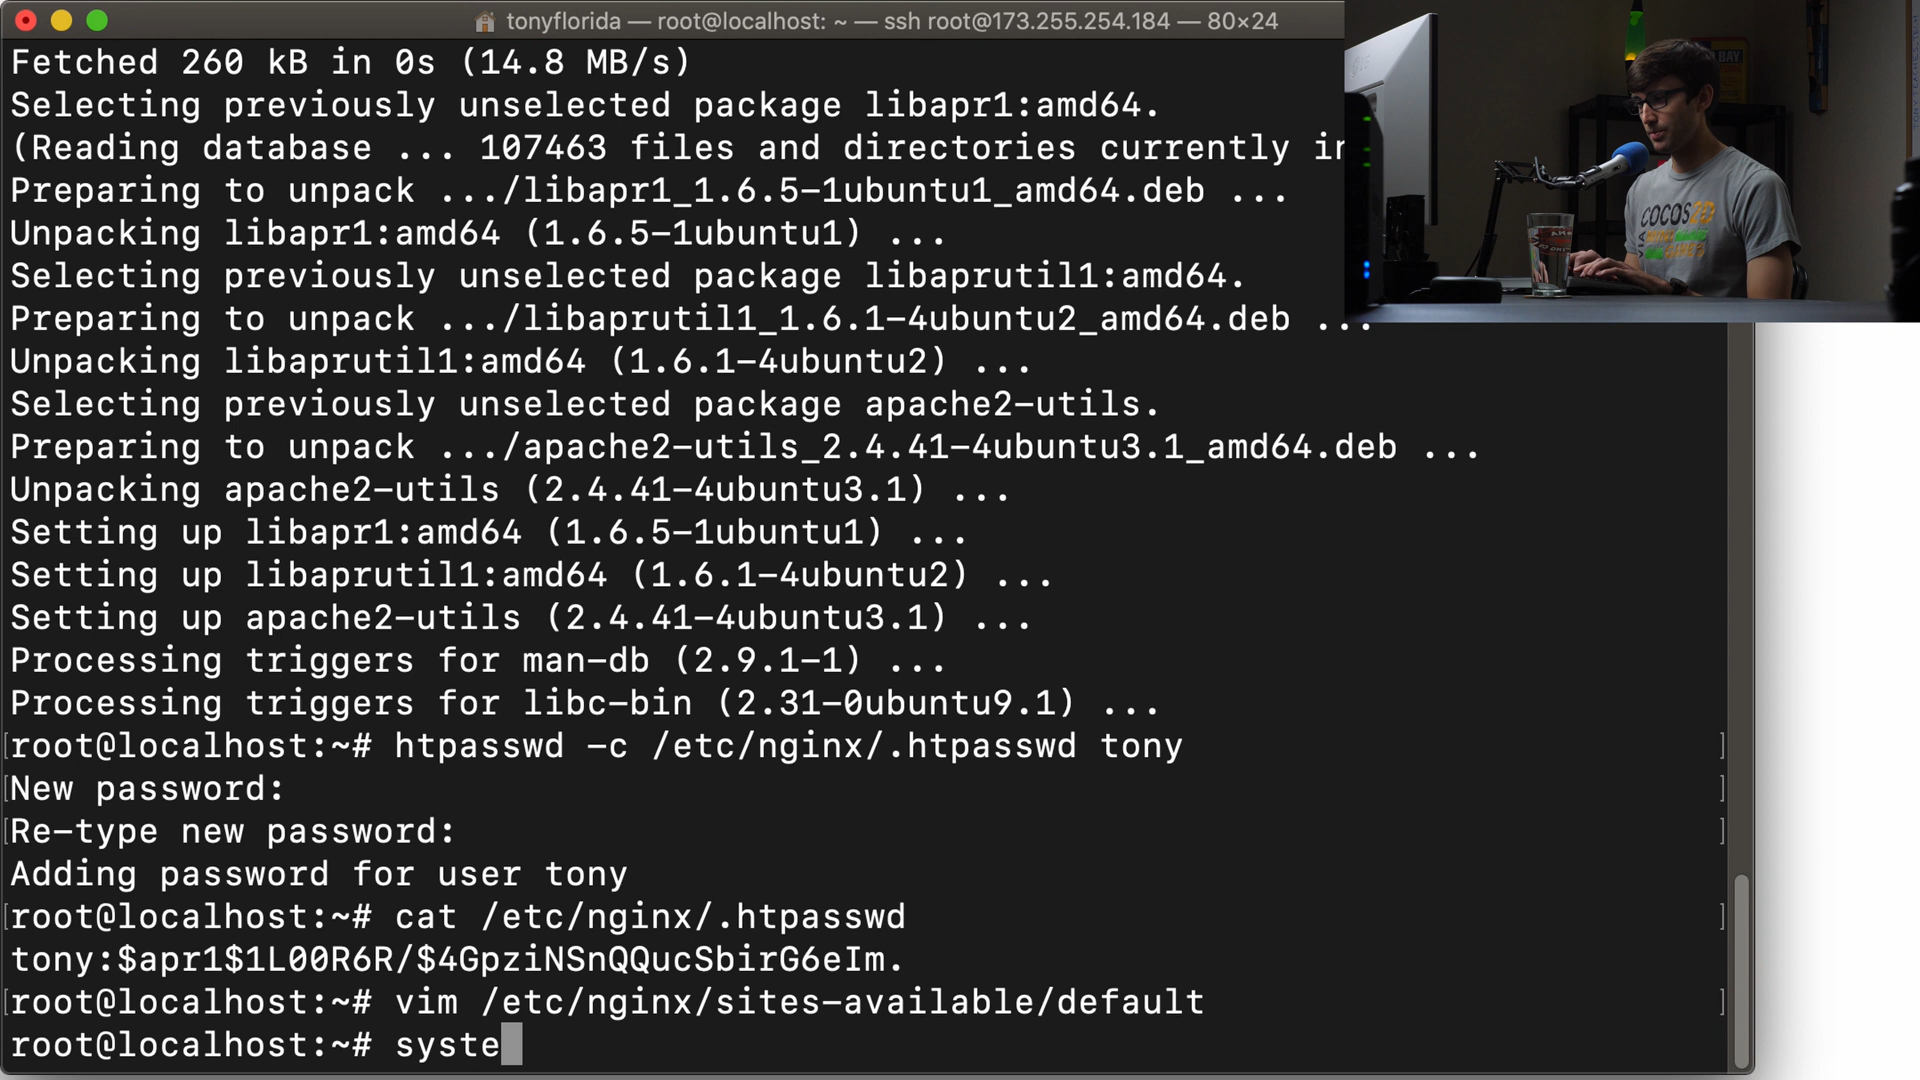 tonyflorida — root@localhost: ~ — ssh root@173.255.254.184 — 80×24
Fetched 260 kB in 0s (14.8 MB/s)
Selecting previously unselected package libapr1:amd64.
(Reading database ... 107463 files and directories currently in
Preparing to unpack .../libapr1_1.6.5-1ubuntu1_amd64.deb ...
Unpacking libapr1:amd64 (1.6.5-1ubuntu1) ...
Selecting previously unselected package libaprutil1:amd64.
Preparing to unpack .../libaprutil1_1.6.1-4ubuntu2_amd64.deb ...
Unpacking libaprutil1:amd64 (1.6.1-4ubuntu2) ...
Selecting previously unselected package apache2-utils.
Preparing to unpack .../apache2-utils_2.4.41-4ubuntu3.1_amd64.deb ...
Unpacking apache2-utils (2.4.41-4ubuntu3.1) ...
Setting up libapr1:amd64 (1.6.5-1ubuntu1) ...
Setting up libaprutil1:amd64 (1.6.1-4ubuntu2) ...
Setting up apache2-utils (2.4.41-4ubuntu3.1) ...
Processing triggers for man-db (2.9.1-1) ...
Processing triggers for libc-bin (2.31-0ubuntu9.1) ...
[root@localhost:~# htpasswd -c /etc/nginx/.htpasswd tony ]
[New password: ]
[Re-type new password: ]
Adding password for user tony
[root@localhost:~# cat /etc/nginx/.htpasswd ]
tony:$apr1$1L00R6R/$4GpziNSnQQucSbirG6eIm.
[root@localhost:~# vim /etc/nginx/sites-available/default ]
root@localhost:~# syste
COCOS2D